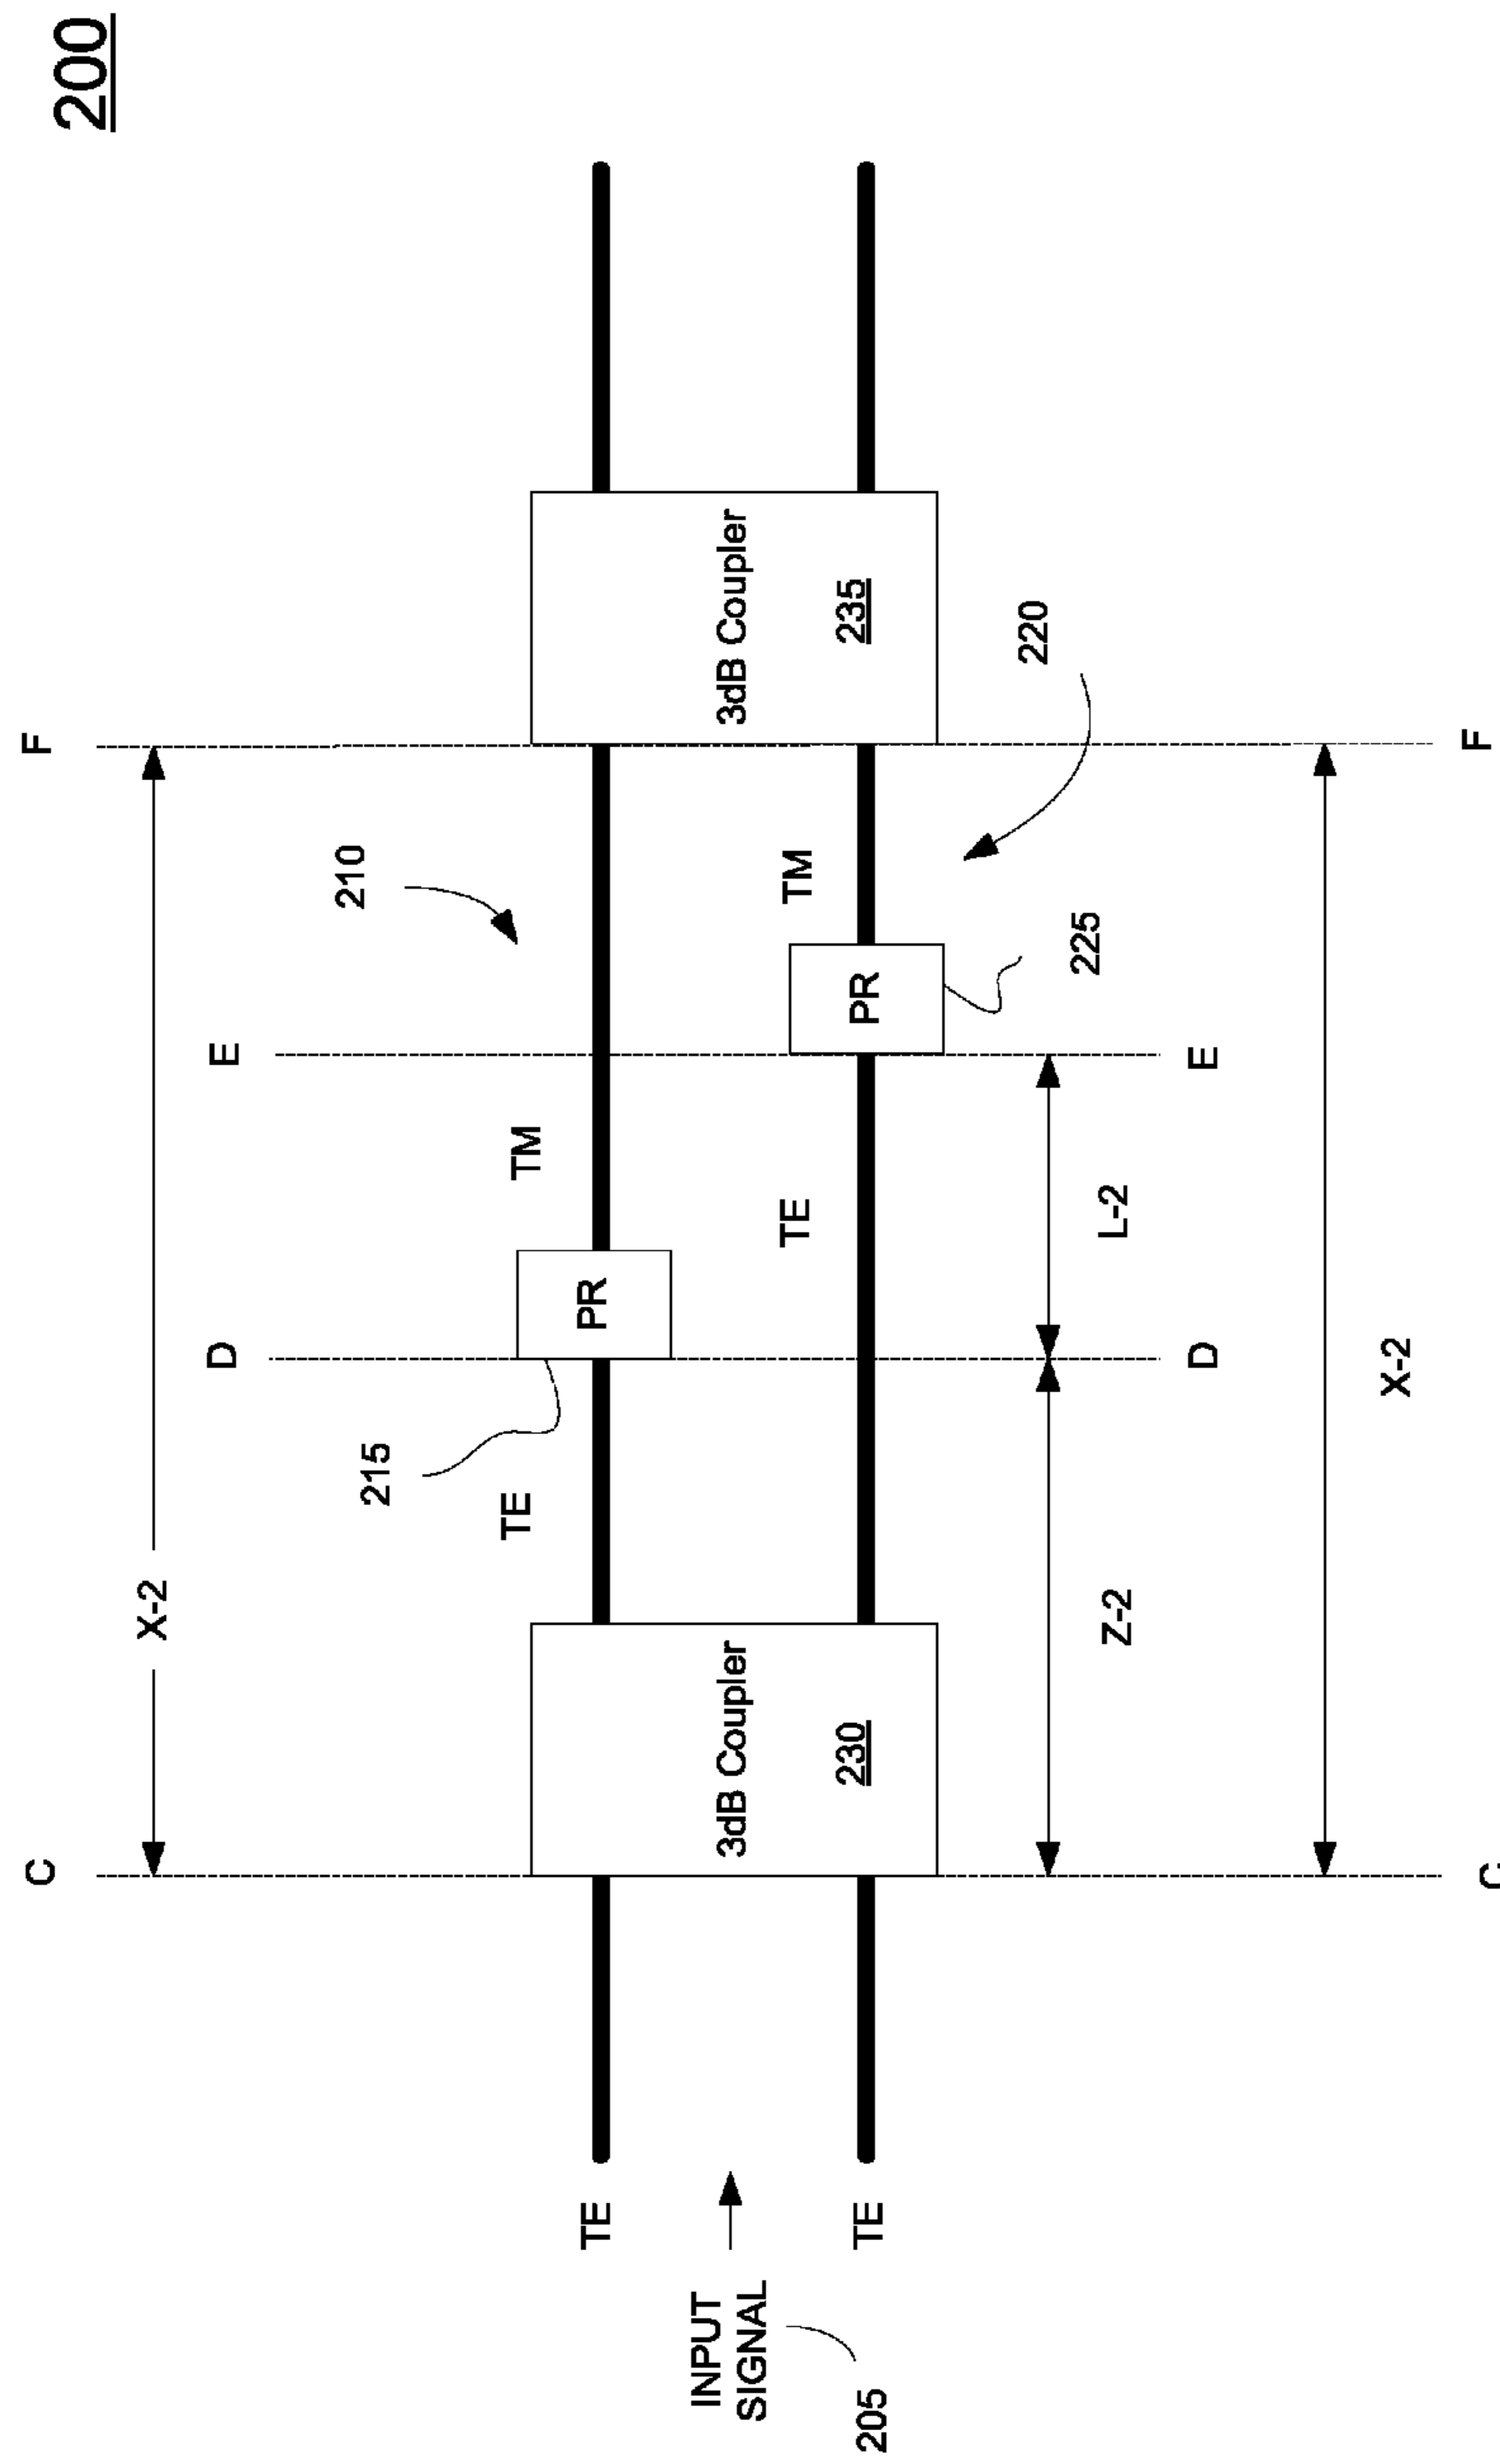 200
C
F
X-2
D
E
210
215
TE
TM
PR
TE
TE
TM
PR
225
220
3dB Coupler
230
3dB Coupler
235
TE
INPUT
SIGNAL
205
TE
Z-2
L-2
D
E
X-2
C
F